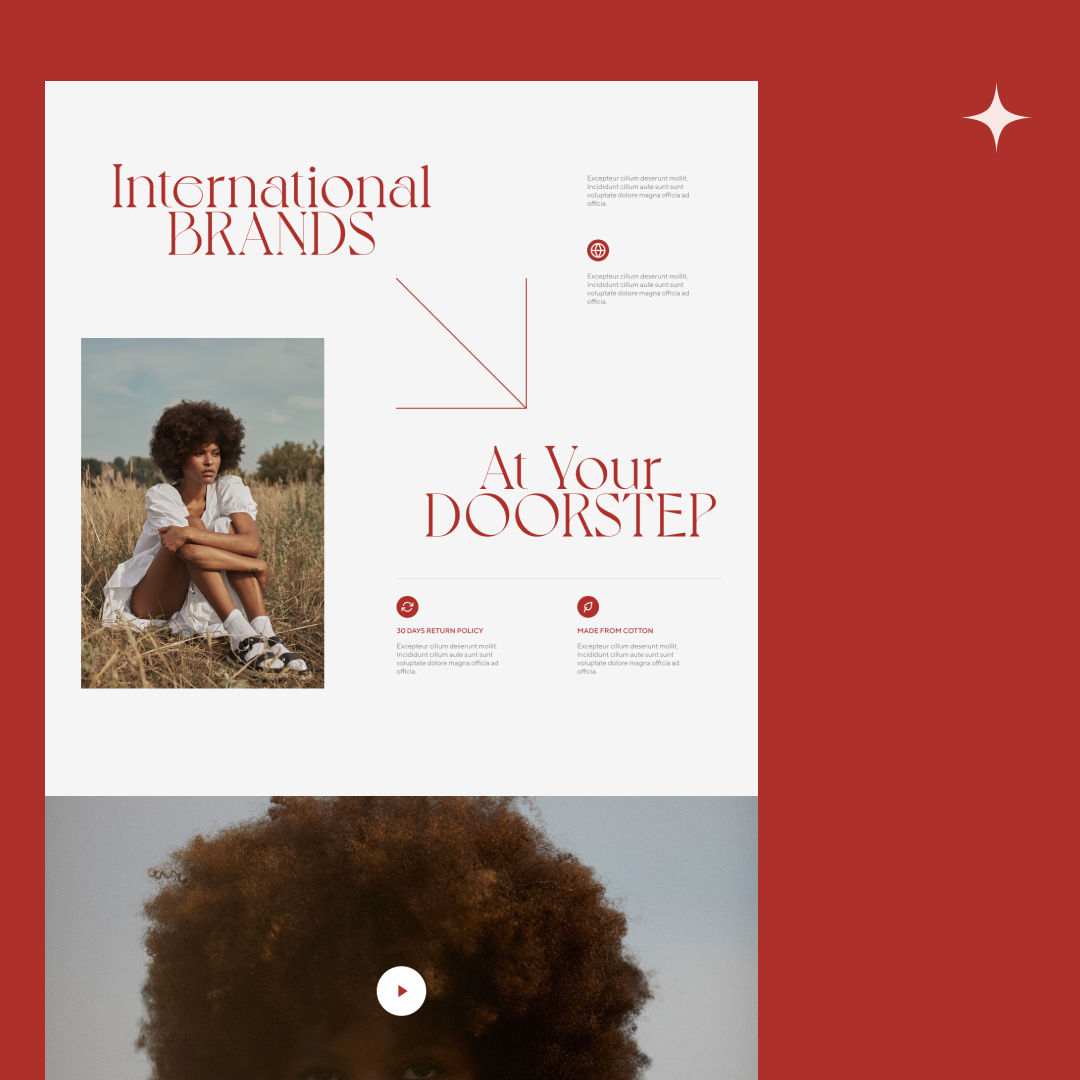 International
BRANDS
Excepteur cillum deserunt mollit.
Incididunt cillum aute sunt sunt
voluptate dolore magna officia ad
officia.
Excepteur cillum deserunt mollit.
Incididunt cillum aute sunt sunt
voluptate dolore magna officia ad
officia.
At Your
DOORSTEP
30 DAYS RETURN POLICY
Excepteur cillum deserunt mollit.
Incididunt cillum aute sunt sunt
voluptate dolore magna officia ad
officia.
MADE FROM COTTON
Excepteur cillum deserunt mollit.
Incididunt cillum aute sunt sunt
voluptate dolore magna officia ad
officia.